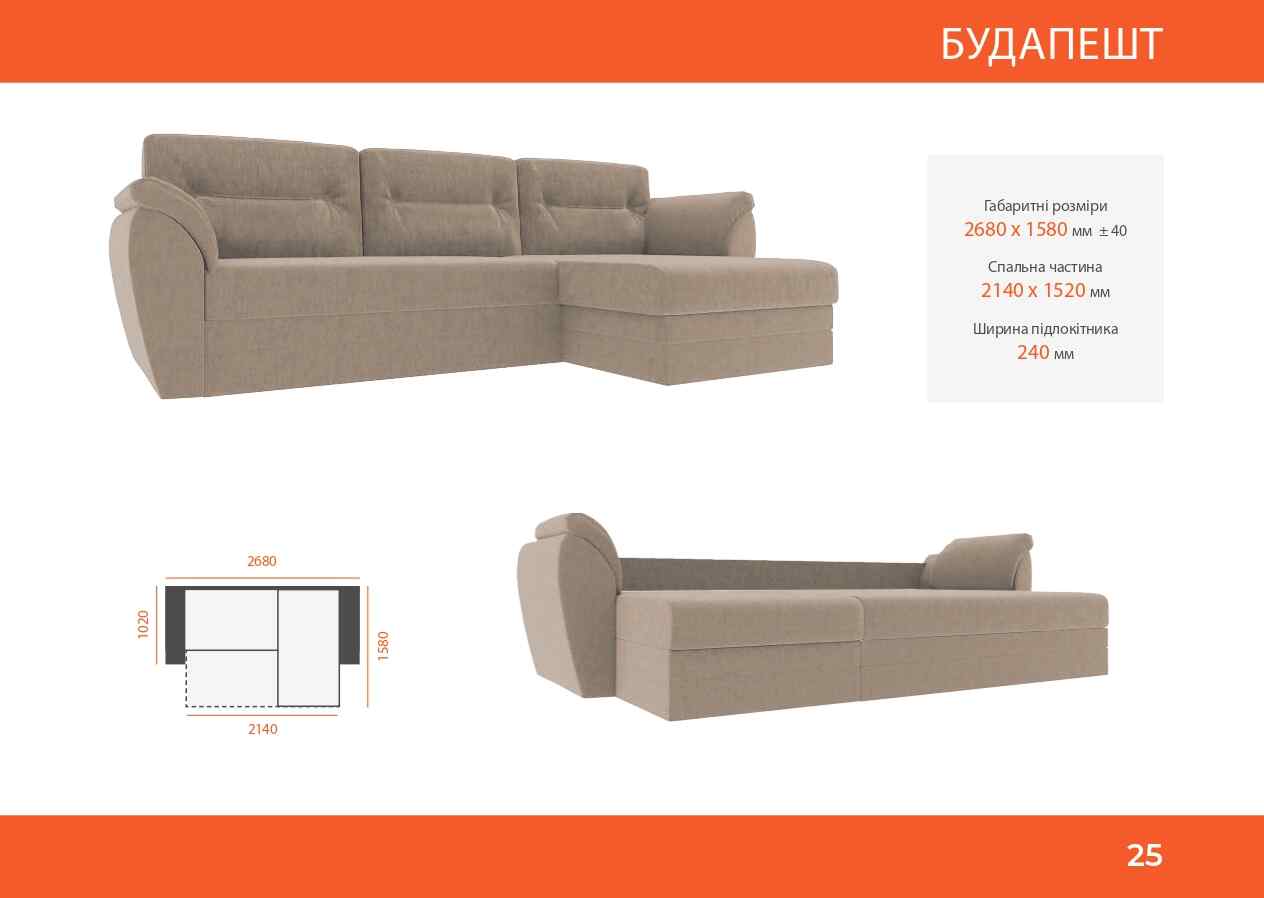 БУДАПЕШТ
Габаритні розміри
2680 x 1580 мм ± 40
Спальна частина
2140 x 1520 мм
Ширина підлокітника
240 мм
2680
1020
1580
2140
25